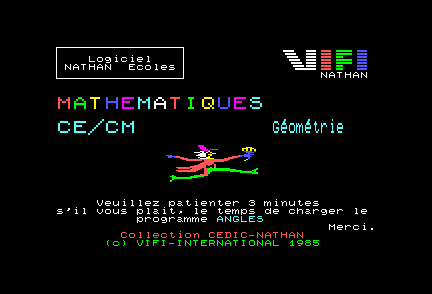 Logiciel
NATHAN Ecoles
VIFI
NATHAN
MATHEMATIQUES
CE/CM
Géométrie
Veuillez patienter 3 minutes
s'il vous plait, le temps de charger le
programme ANGLES
Merci.
Collection CEDIC-NATHAN
(c) VIFI-INTERNATIONAL 1985